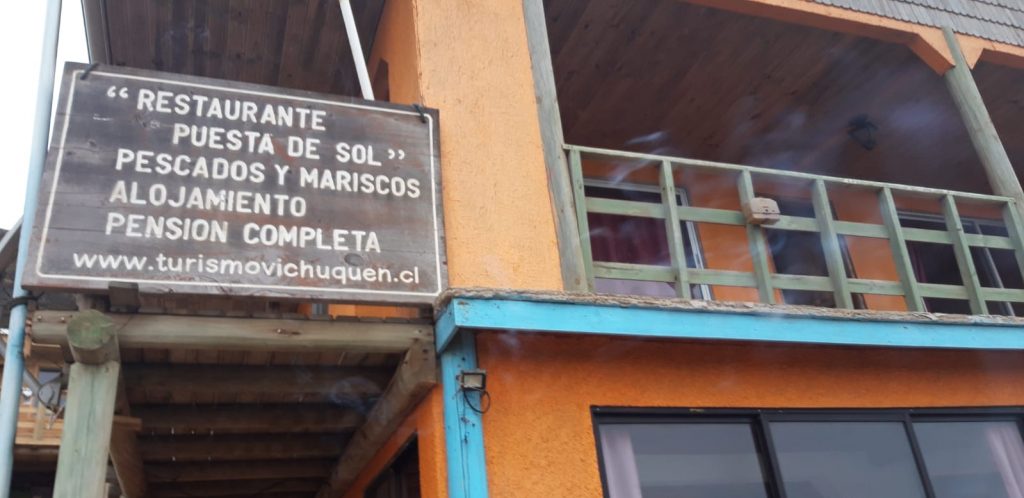 “RESTAURANTE
PUESTA DE SOL”
PESCADOS Y MARISCOS
ALOJAMIENTO
PENSION COMPLETA
www.turismovichuquen.cl